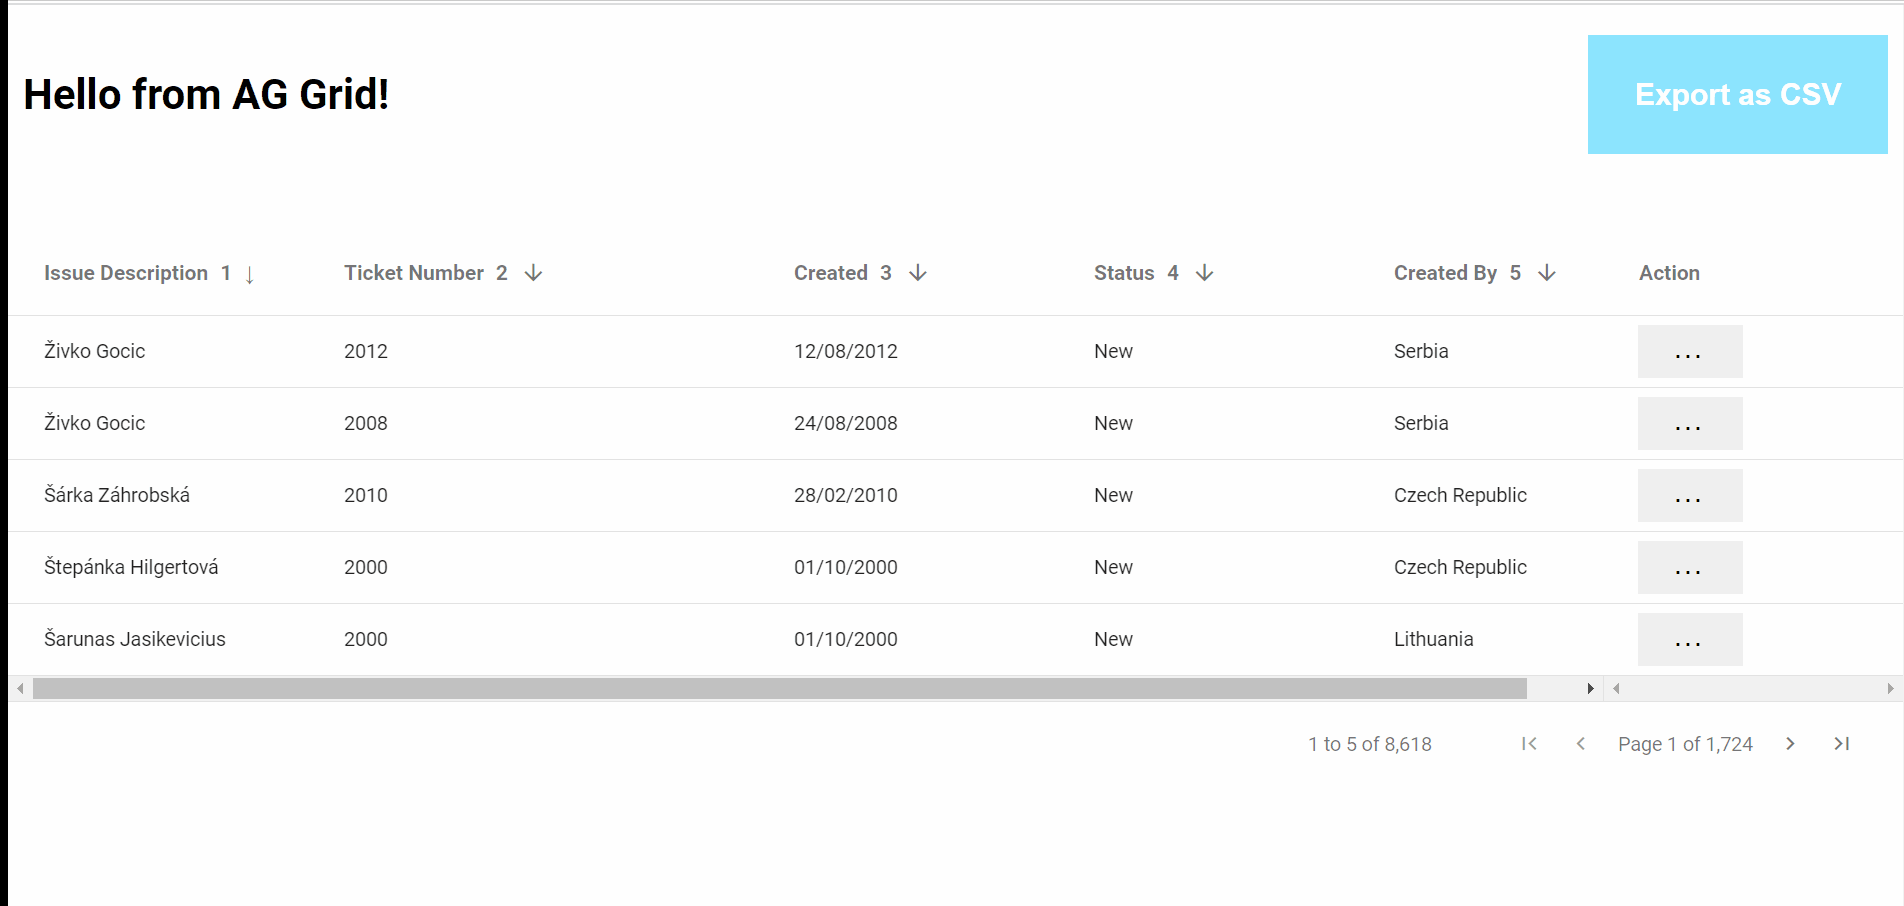 Hello from AG Grid!
Export as CSV
Issue Description 1 ↓ Ticket Number 2 ↓ Created 3 ↓ Status 4 ↓ Created By 5 ↓ Action
Živko Gocic 2012 12/08/2012 New Serbia ...
Živko Gocic 2008 24/08/2008 New Serbia ...
Šárka Záhrobská 2010 28/02/2010 New Czech Republic ...
Štepánka Hilgertová 2000 01/10/2000 New Czech Republic ...
Šarunas Jasikevicius 2000 01/10/2000 New Lithuania ...
1 to 5 of 8,618 Page 1 of 1,724